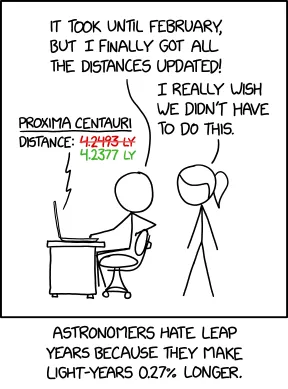 IT TOOK UNTIL FEBRUARY,
BUT I FINALLY GOT ALL
THE DISTANCES UPDATED!
I REALLY WISH
WE DIDN'T HAVE
TO DO THIS.
PROXIMA CENTAURI
DISTANCE: 4.2493 LY
4.2377 LY
ASTRONOMERS HATE LEAP
YEARS BECAUSE THEY MAKE
LIGHT-YEARS 0.27% LONGER.